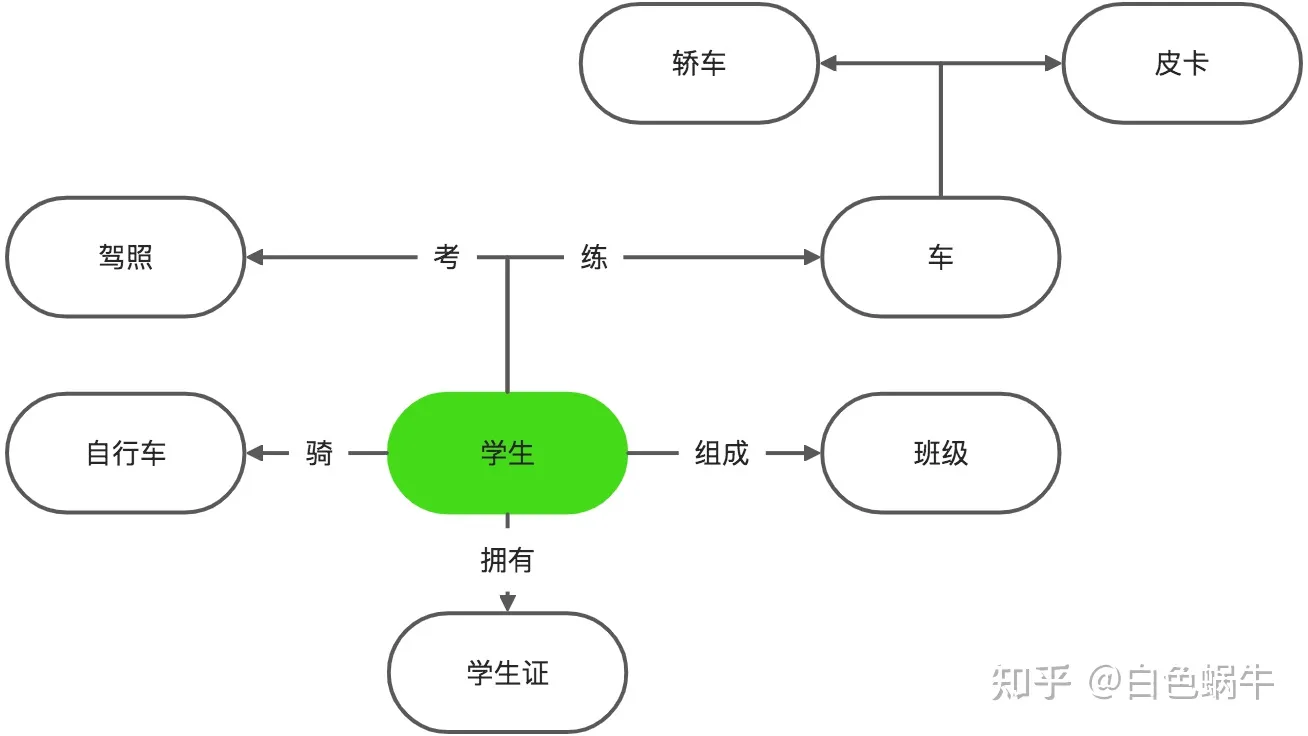 轿车
皮卡
驾照
考
练
车
自行车
骑
学生
组成
班级
拥有
学生证
知乎 @白色蜗牛